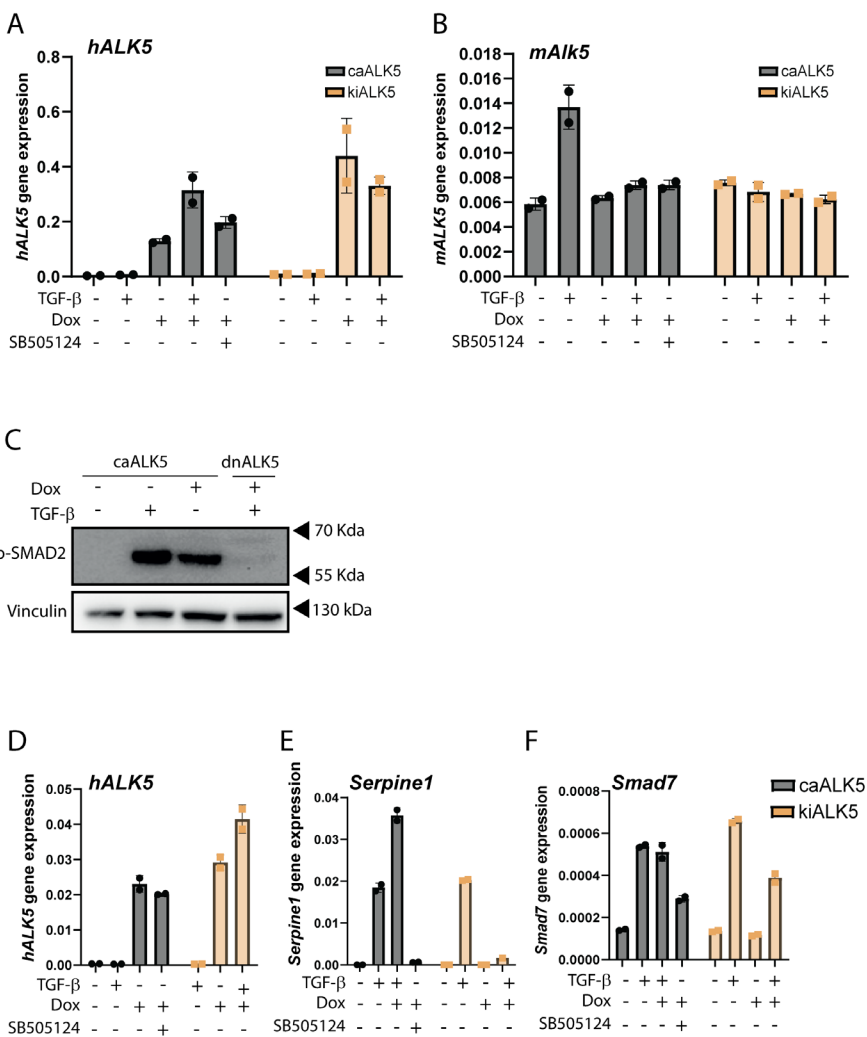 A
hALK5
hALK5 gene expression
0.8
0.6
0.4
0.2
0.0
caALK5
kiALK5
TGF-β - + - + - - + - +
Dox - - + + + - - + +
SB505124 - - - - + - - - -
B
mAlk5
mALK5 gene expression
0.018
0.016
0.014
0.012
0.010
0.008
0.006
0.004
0.002
0.000
caALK5
kiALK5
TGF-β - + - + - - + - +
Dox - - + + + - - + +
SB505124 - - - - + - - - -
C
caALK5 dnALK5
Dox - - + +
TGF-β - + - +
-SMAD2
70 Kda
55 Kda
Vinculin
130 kDa
D
hALK5
hALK5 gene expression
0.05
0.04
0.03
0.02
0.01
0.00
TGF-β - + - - - - +
Dox - - + + - + +
SB505124 - - - + - - -
E
Serpine1
Serpine1 gene expression
0.04
0.03
0.02
0.01
0.00
TGF-β - + + - - + - +
Dox - - + + - - + +
SB505124 - - - + - - - -
F
Smad7
Smad7 gene expression
0.0008
0.0006
0.0004
0.0002
0.0000
caALK5
kiALK5
TGF-β - + + - - + - +
Dox - - + + - - + +
SB505124 - - - + - - - -